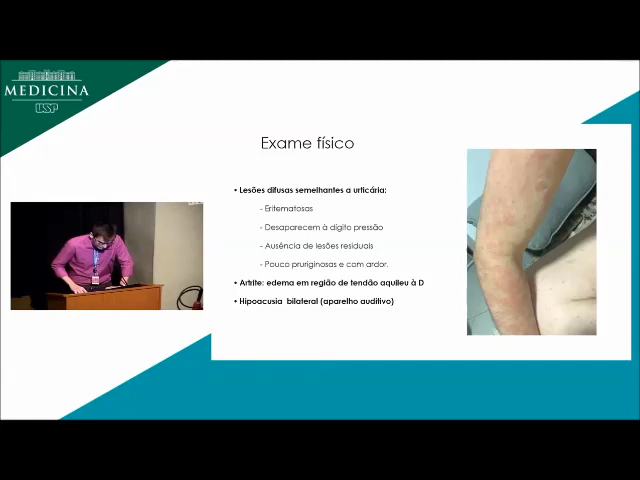 MEDICINA
USP
Exame físico
• Lesões difusas semelhantes a urticária:
- Eritematosas
- Desaparecem à dígito pressão
- Ausência de lesões residuais
- Pouco pruriginosas e com ardor.
• Artrite: edema em região de tendão aquileu à D
• Hipoacusia bilateral (aparelho auditivo)